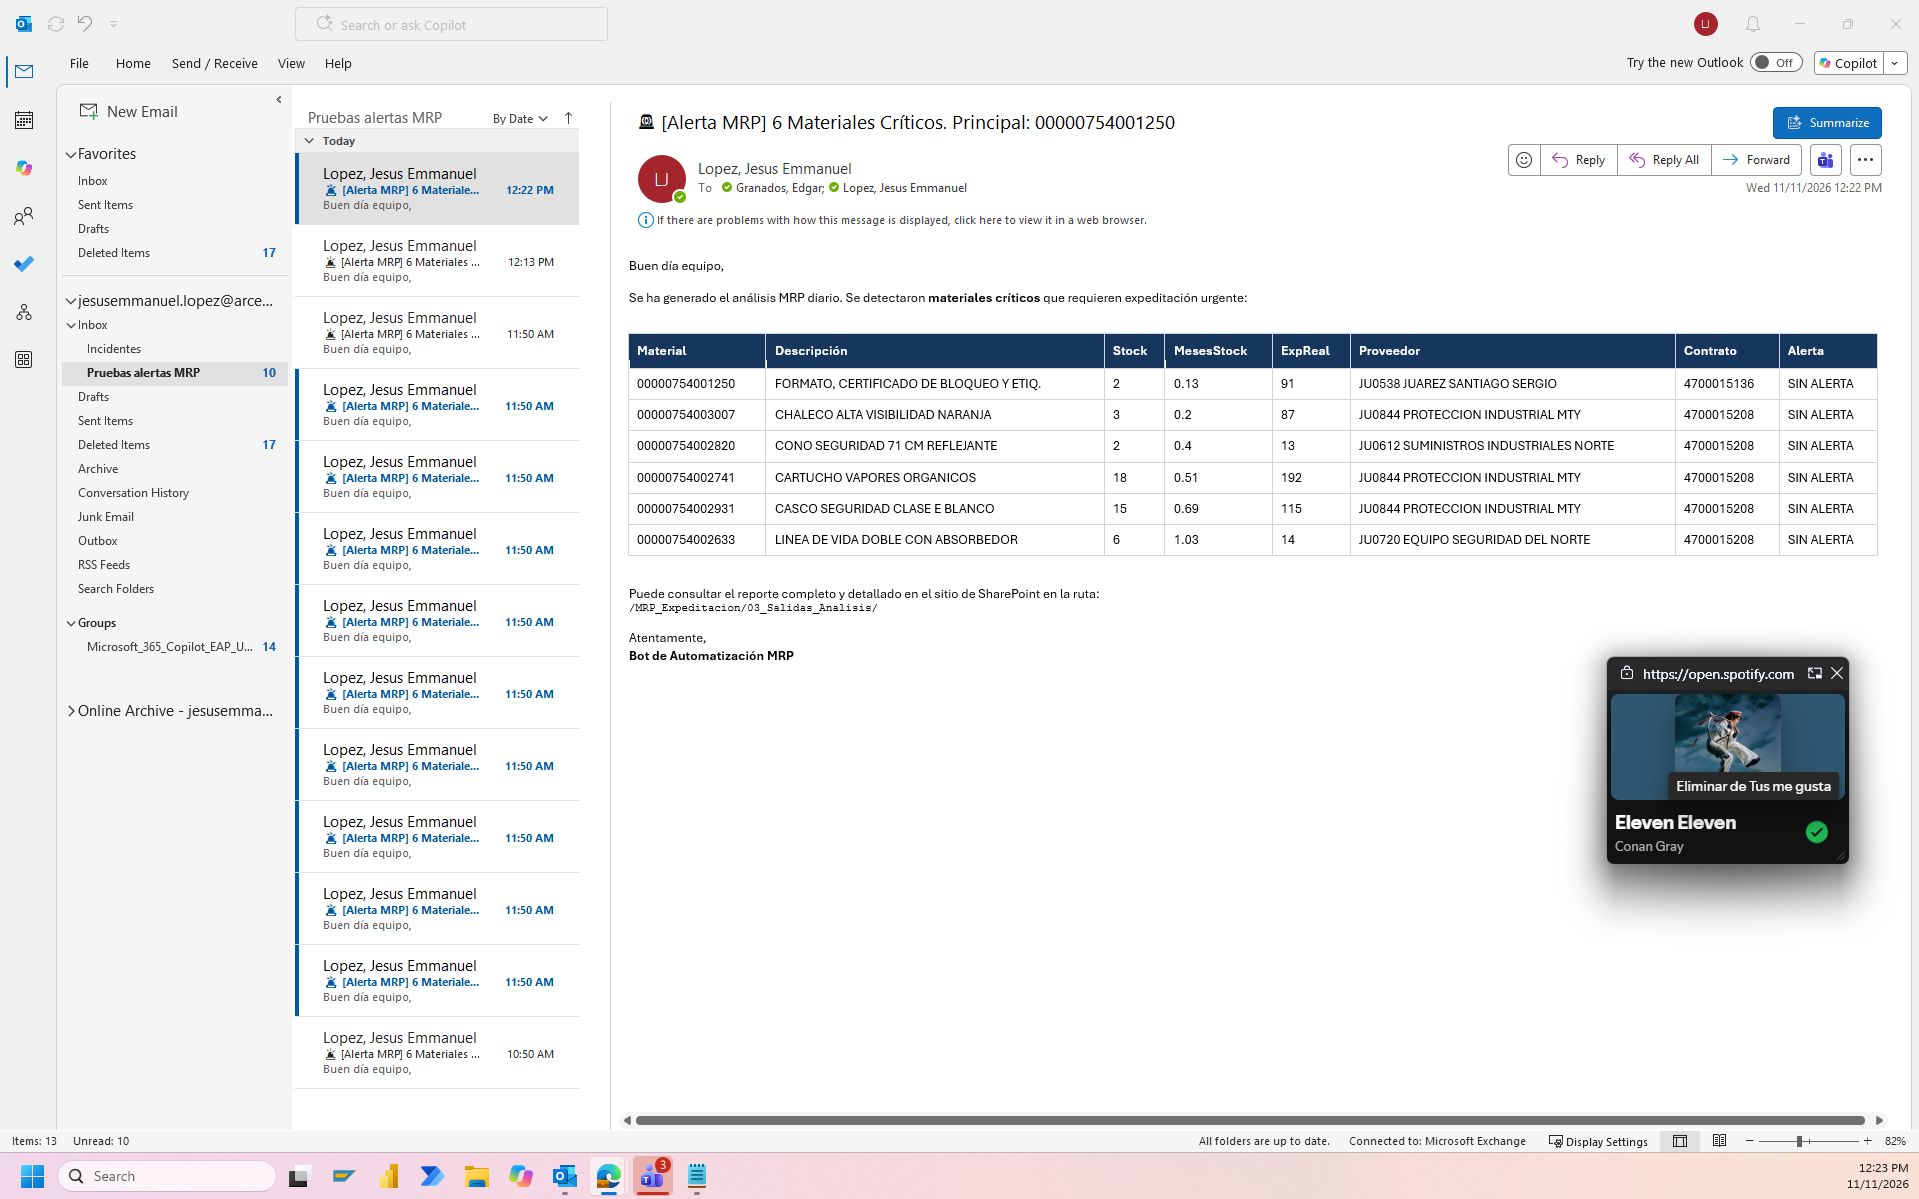 Search or ask Copilot
LJ
File Home Send / Receive View Help
Try the new Outlook Off Copilot
New Email
Favorites
Inbox
Sent Items
Drafts
Deleted Items 17
jesusemmanuel.lopez@arce...
Inbox
Incidentes
Pruebas alertas MRP 10
Drafts
Sent Items
Deleted Items 17
Archive
Conversation History
Junk Email
Outbox
RSS Feeds
Search Folders
Groups
Microsoft_365_Copilot_EAP_U... 14
Online Archive - jesusemma...
Pruebas alertas MRP By Date
Today
Lopez, Jesus Emmanuel
[Alerta MRP] 6 Materiale... 12:22 PM
Buen día equipo,
Lopez, Jesus Emmanuel
[Alerta MRP] 6 Materiales ... 12:13 PM
Buen día equipo,
Lopez, Jesus Emmanuel
[Alerta MRP] 6 Materiales ... 11:50 AM
Buen día equipo,
Lopez, Jesus Emmanuel
[Alerta MRP] 6 Materiale... 11:50 AM
Buen día equipo,
Lopez, Jesus Emmanuel
[Alerta MRP] 6 Materiale... 11:50 AM
Buen día equipo,
Lopez, Jesus Emmanuel
[Alerta MRP] 6 Materiale... 11:50 AM
Buen día equipo,
Lopez, Jesus Emmanuel
[Alerta MRP] 6 Materiale... 11:50 AM
Buen día equipo,
Lopez, Jesus Emmanuel
[Alerta MRP] 6 Materiale... 11:50 AM
Buen día equipo,
Lopez, Jesus Emmanuel
[Alerta MRP] 6 Materiale... 11:50 AM
Buen día equipo,
Lopez, Jesus Emmanuel
[Alerta MRP] 6 Materiale... 11:50 AM
Buen día equipo,
Lopez, Jesus Emmanuel
[Alerta MRP] 6 Materiale... 11:50 AM
Buen día equipo,
Lopez, Jesus Emmanuel
[Alerta MRP] 6 Materiale... 11:50 AM
Buen día equipo,
Lopez, Jesus Emmanuel
[Alerta MRP] 6 Materiales ... 10:50 AM
Buen día equipo,
[Alerta MRP] 6 Materiales Críticos. Principal: 00000754001250
Summarize
LJ
Lopez, Jesus Emmanuel
To Granados, Edgar; Lopez, Jesus Emmanuel
Reply Reply All Forward
Wed 11/11/2026 12:22 PM
If there are problems with how this message is displayed, click here to view it in a web browser.
Buen día equipo,
Se ha generado el análisis MRP diario. Se detectaron materiales críticos que requieren expeditación urgente:
Material Descripción Stock MesesStock ExpReal Proveedor Contrato Alerta
00000754001250 FORMATO, CERTIFICADO DE BLOQUEO Y ETIQ. 2 0.13 91 JU0538 JUAREZ SANTIAGO SERGIO 4700015136 SIN ALERTA
00000754003007 CHALECO ALTA VISIBILIDAD NARANJA 3 0.2 87 JU0844 PROTECCION INDUSTRIAL MTY 4700015208 SIN ALERTA
00000754002820 CONO SEGURIDAD 71 CM REFLEJANTE 2 0.4 13 JU0612 SUMINISTROS INDUSTRIALES NORTE 4700015208 SIN ALERTA
00000754002741 CARTUCHO VAPORES ORGANICOS 18 0.51 192 JU0844 PROTECCION INDUSTRIAL MTY 4700015208 SIN ALERTA
00000754002931 CASCO SEGURIDAD CLASE E BLANCO 15 0.69 115 JU0844 PROTECCION INDUSTRIAL MTY 4700015208 SIN ALERTA
00000754002633 LINEA DE VIDA DOBLE CON ABSORBEDOR 6 1.03 14 JU0720 EQUIPO SEGURIDAD DEL NORTE 4700015208 SIN ALERTA
Puede consultar el reporte completo y detallado en el sitio de SharePoint en la ruta:
/MRP_Expeditacion/03_Salidas_Analisis/
Atentamente,
Bot de Automatización MRP
https://open.spotify.com
Eliminar de Tus me gusta
Eleven Eleven
Conan Gray
Items: 13 Unread: 10
All folders are up to date. Connected to: Microsoft Exchange Display Settings 82%
Search
3
12:23 PM
11/11/2026